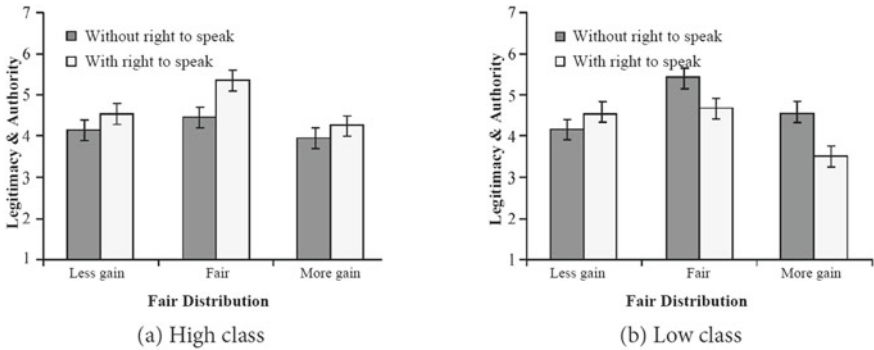 7
6
5
4
3
2
1
Legitimacy & Authority
Without right to speak
With right to speak
Less gain
Fair
More gain
Fair Distribution
(a) High class
7
6
5
4
3
2
1
Legitimacy & Authority
Without right to speak
With right to speak
Less gain
Fair
More gain
Fair Distribution
(b) Low class